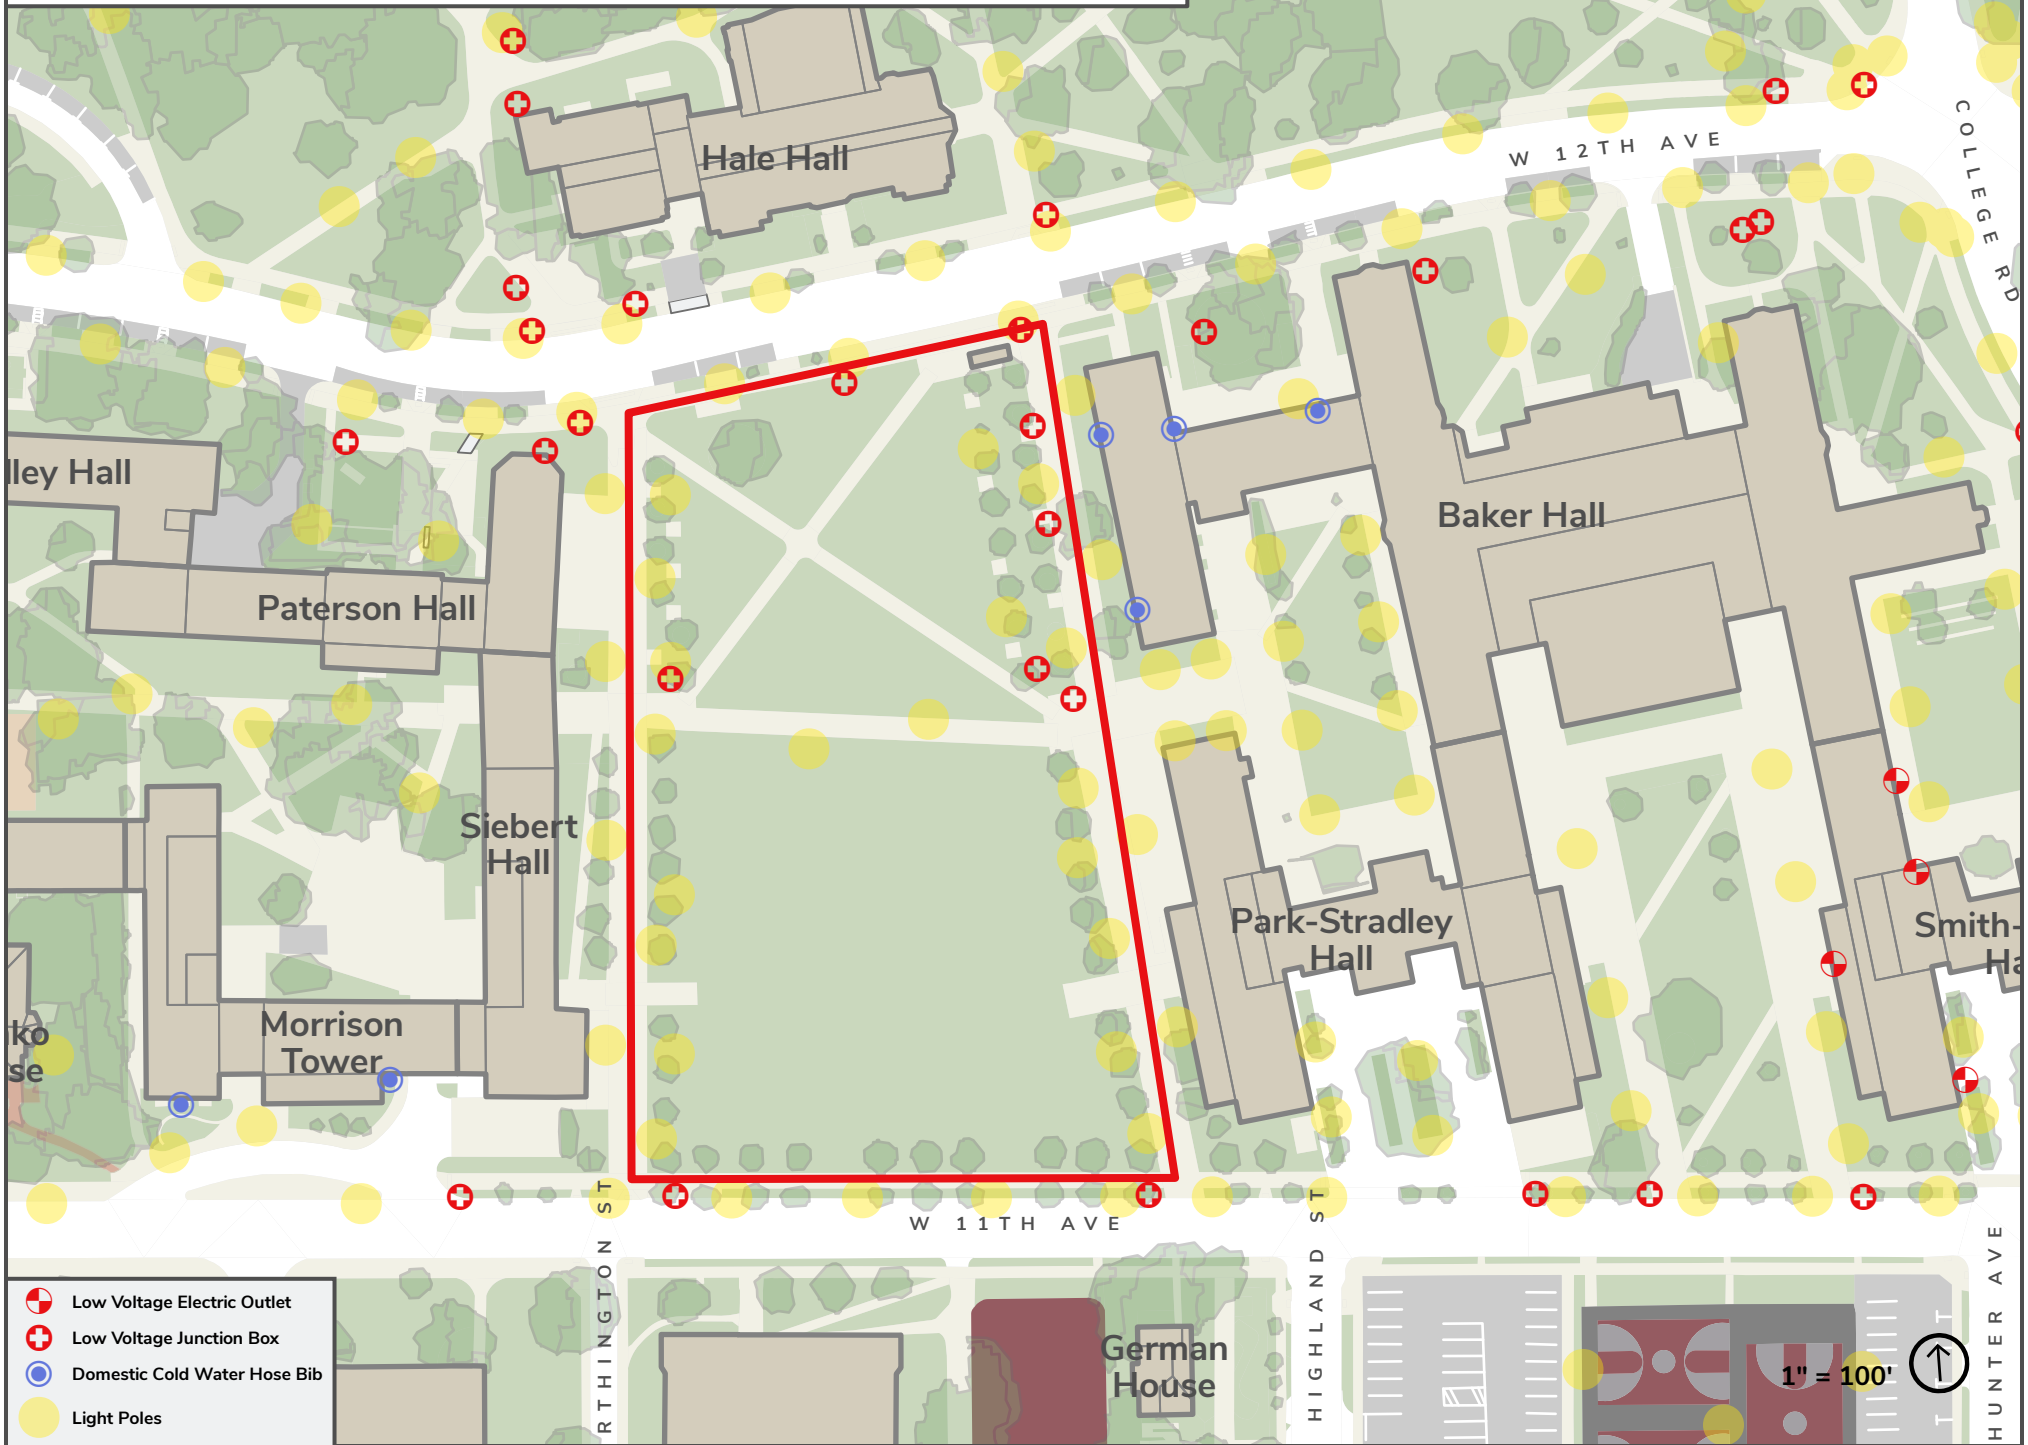 Hale Hall
W 12TH AVE
COLLEGE RD
lley Hall
Baker Hall
Paterson Hall
Siebert
Hall
Park-Stradley
Hall
Smith-
Ha
Morrison
Tower
ko
se
W 11TH AVE
RTHINGTON ST
HIGHLAND ST
HUNTER AVE
German
House
Low Voltage Electric Outlet
Low Voltage Junction Box
Domestic Cold Water Hose Bib
Light Poles
1" = 100'